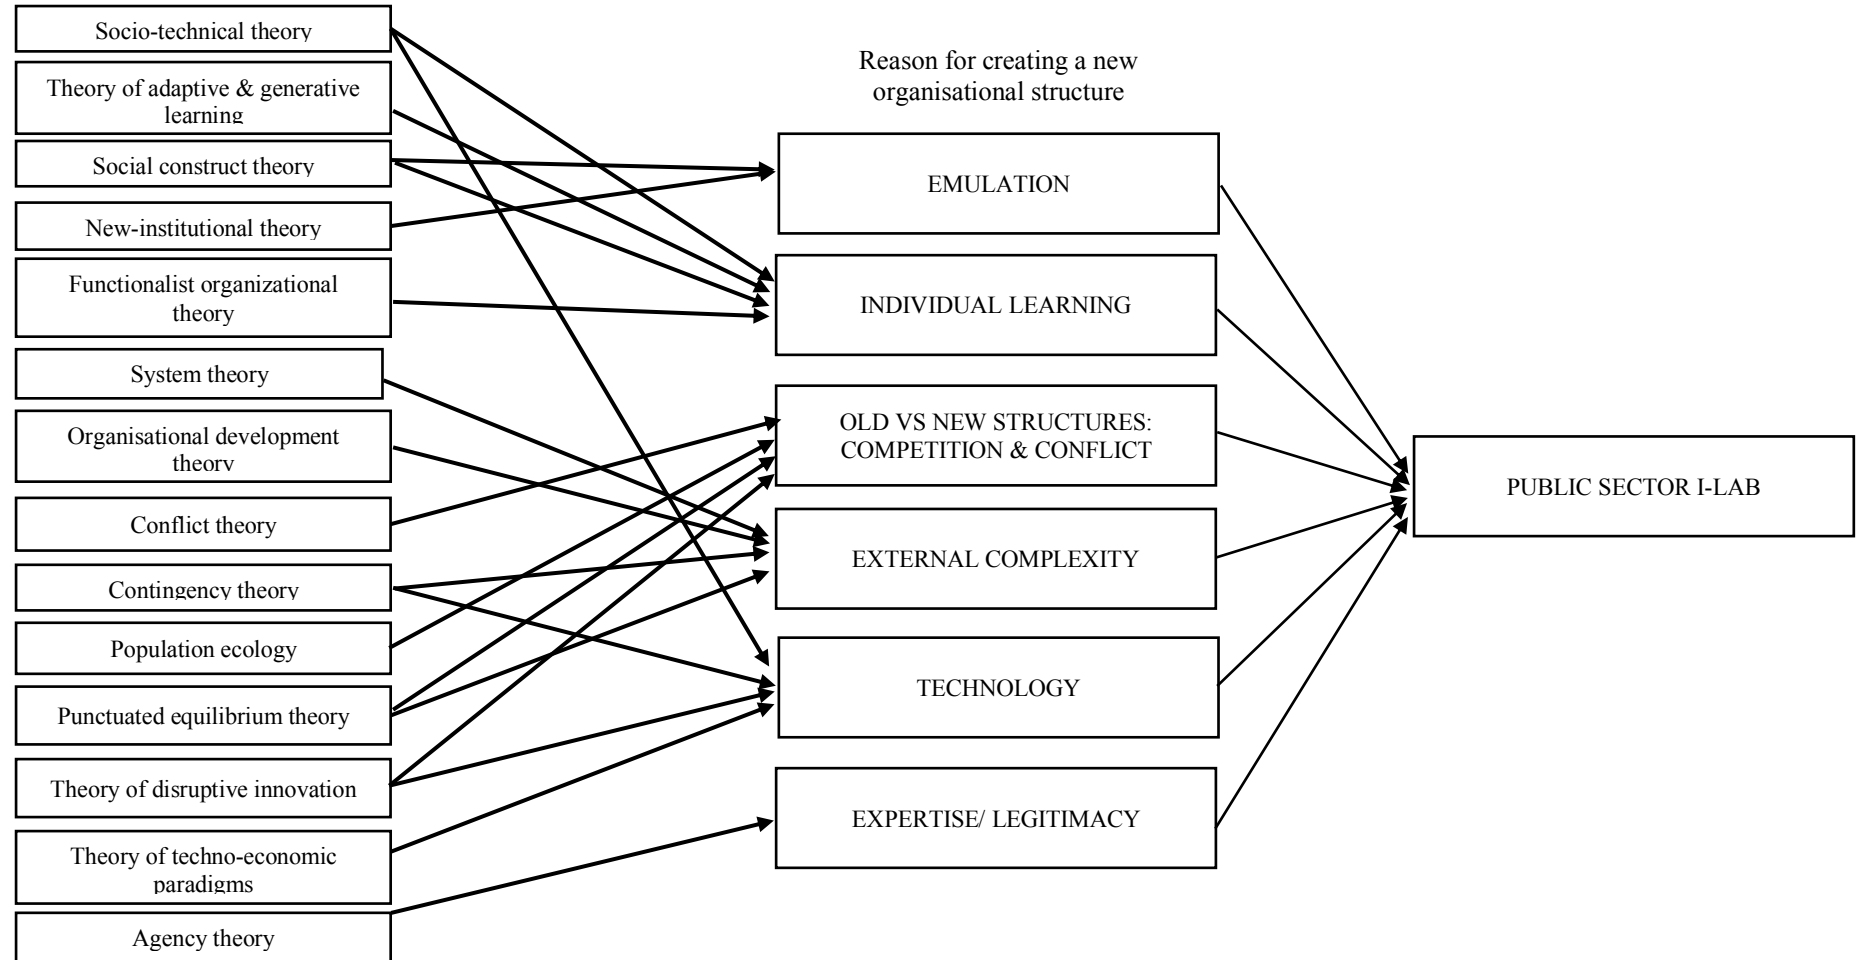 Socio-technical theory
Theory of adaptive & generative
learning
Social construct theory
New-institutional theory
Functionalist organizational
theory
System theory
Organisational development
theory
Conflict theory
Contingency theory
Population ecology
Punctuated equilibrium theory
Theory of disruptive innovation
Theory of techno-economic
paradigms
Agency theory
Reason for creating a new
organisational structure
EMULATION
INDIVIDUAL LEARNING
OLD VS NEW STRUCTURES:
COMPETITION & CONFLICT
EXTERNAL COMPLEXITY
TECHNOLOGY
EXPERTISE/ LEGITIMACY
PUBLIC SECTOR I-LAB